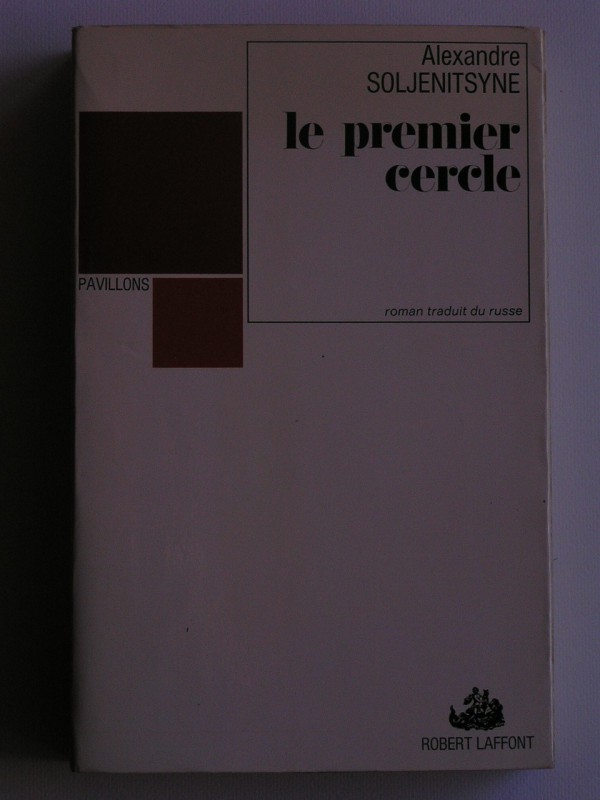 Alexandre
SOLJENITSYNE
le premier
cercle
PAVILLONS
roman traduit du russe
ROBERT LAFFONT